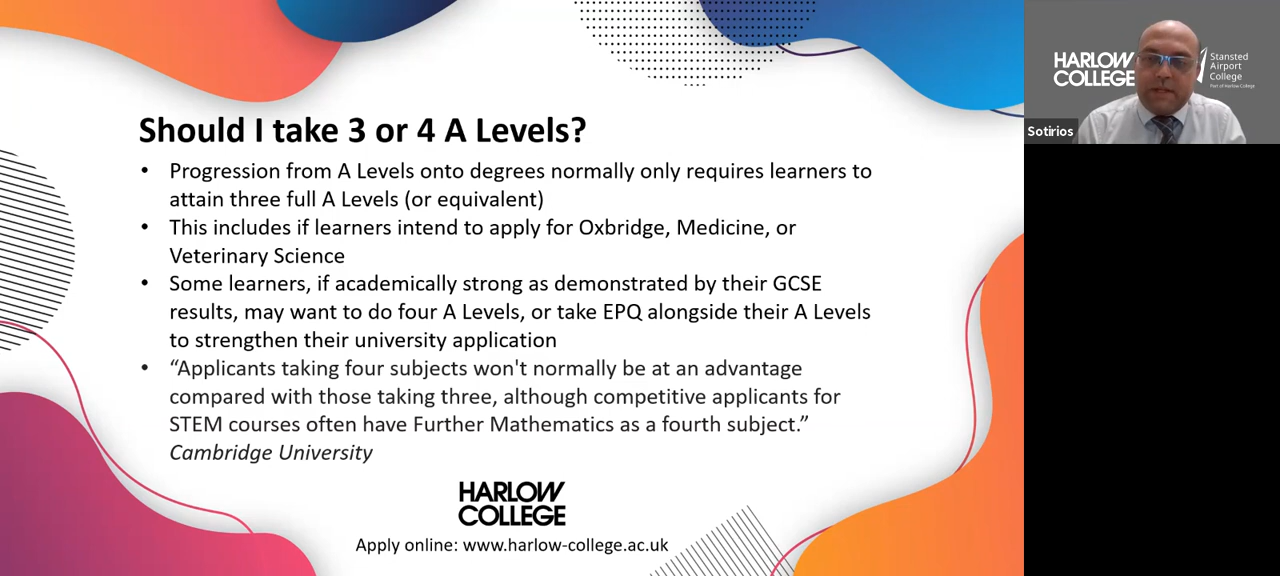 Should I take 3 or 4 A Levels?
• Progression from A Levels onto degrees normally only requires learners to
attain three full A Levels (or equivalent)
• This includes if learners intend to apply for Oxbridge, Medicine, or
Veterinary Science
• Some learners, if academically strong as demonstrated by their GCSE
results, may want to do four A Levels, or take EPQ alongside their A Levels
to strengthen their university application
• “Applicants taking four subjects won't normally be at an advantage
compared with those taking three, although competitive applicants for
STEM courses often have Further Mathematics as a fourth subject.”
Cambridge University
HARLOW
COLLEGE
Apply online: www.harlow-college.ac.uk
HARLOW
COLLEGE
Stansted
Airport
College
Part of Harlow College
Sotirios